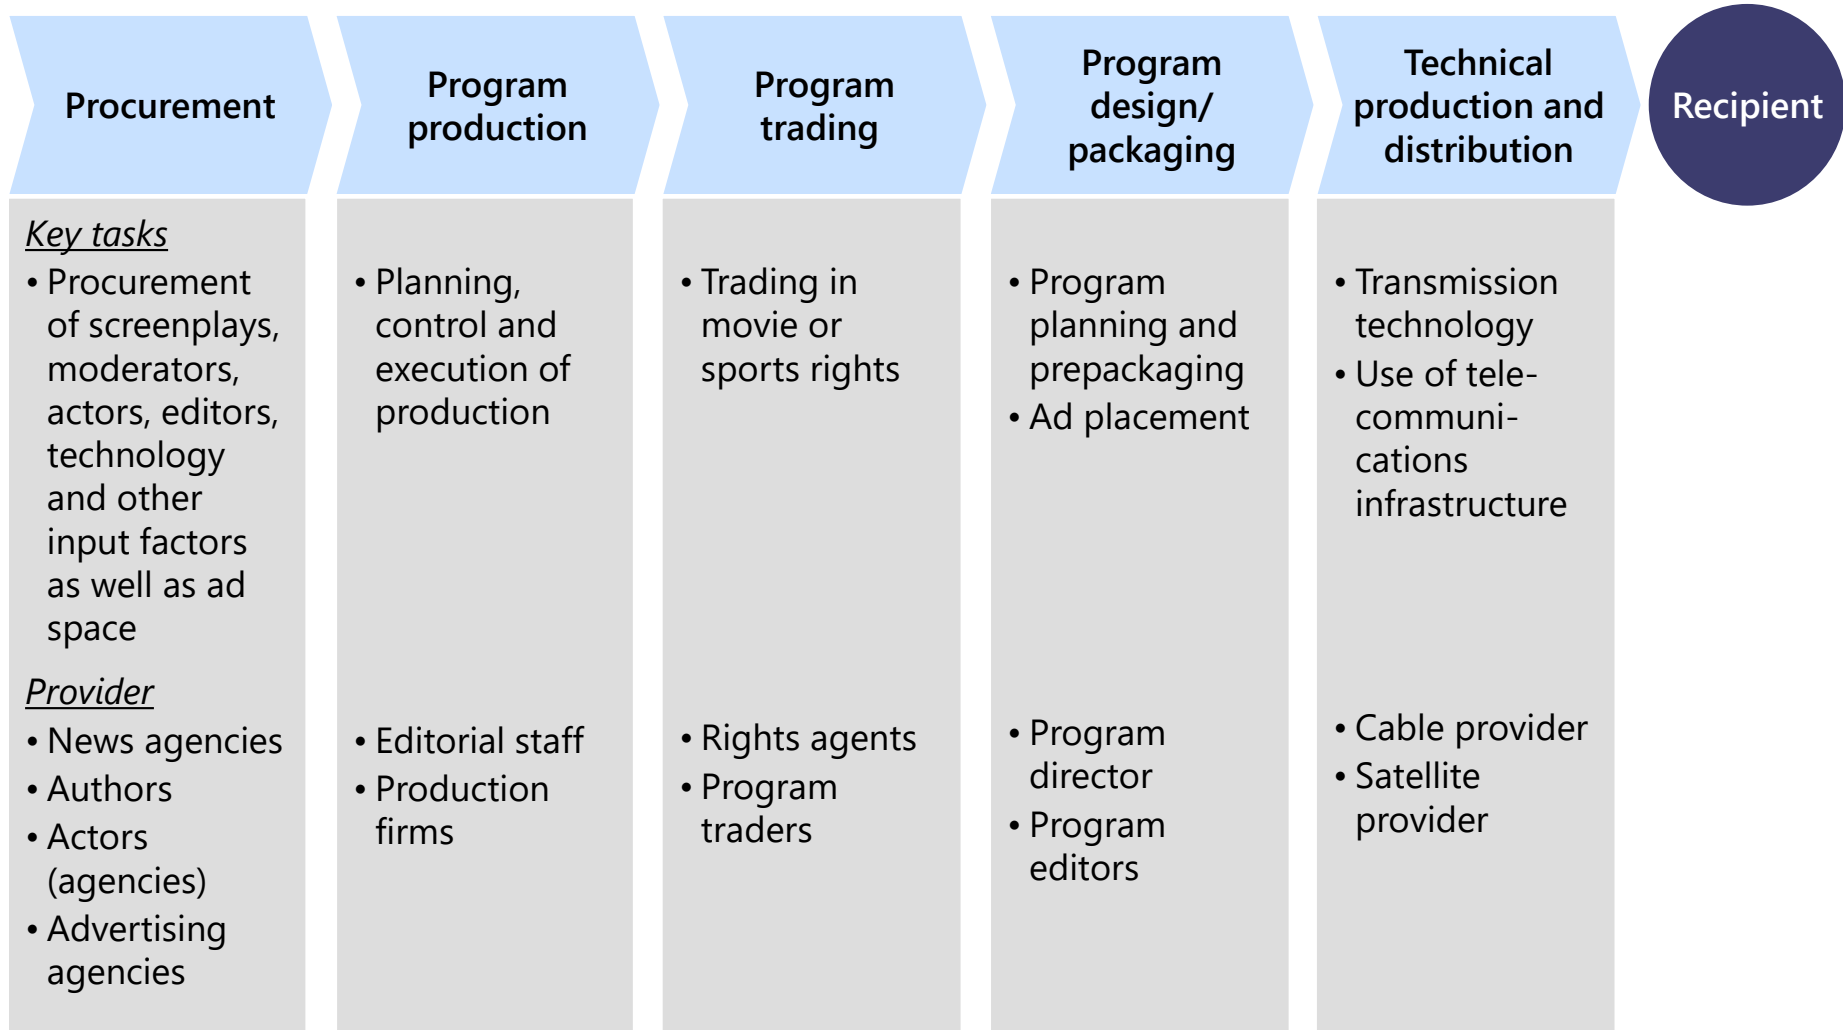 Procurement
Program
production
Program
trading
Program
design/
packaging
Technical
production and
distribution
Recipient
Key tasks
• Procurement
of screenplays,
moderators,
actors, editors,
technology
and other
input factors
as well as ad
space
Provider
• News agencies
• Authors
• Actors
(agencies)
• Advertising
agencies
• Planning,
control and
execution of
production
• Editorial staff
• Production
firms
• Trading in
movie or
sports rights
• Rights agents
• Program
traders
• Program
planning and
prepackaging
• Ad placement
• Program
director
• Program
editors
• Transmission
technology
• Use of tele-
communi-
cations
infrastructure
• Cable provider
• Satellite
provider